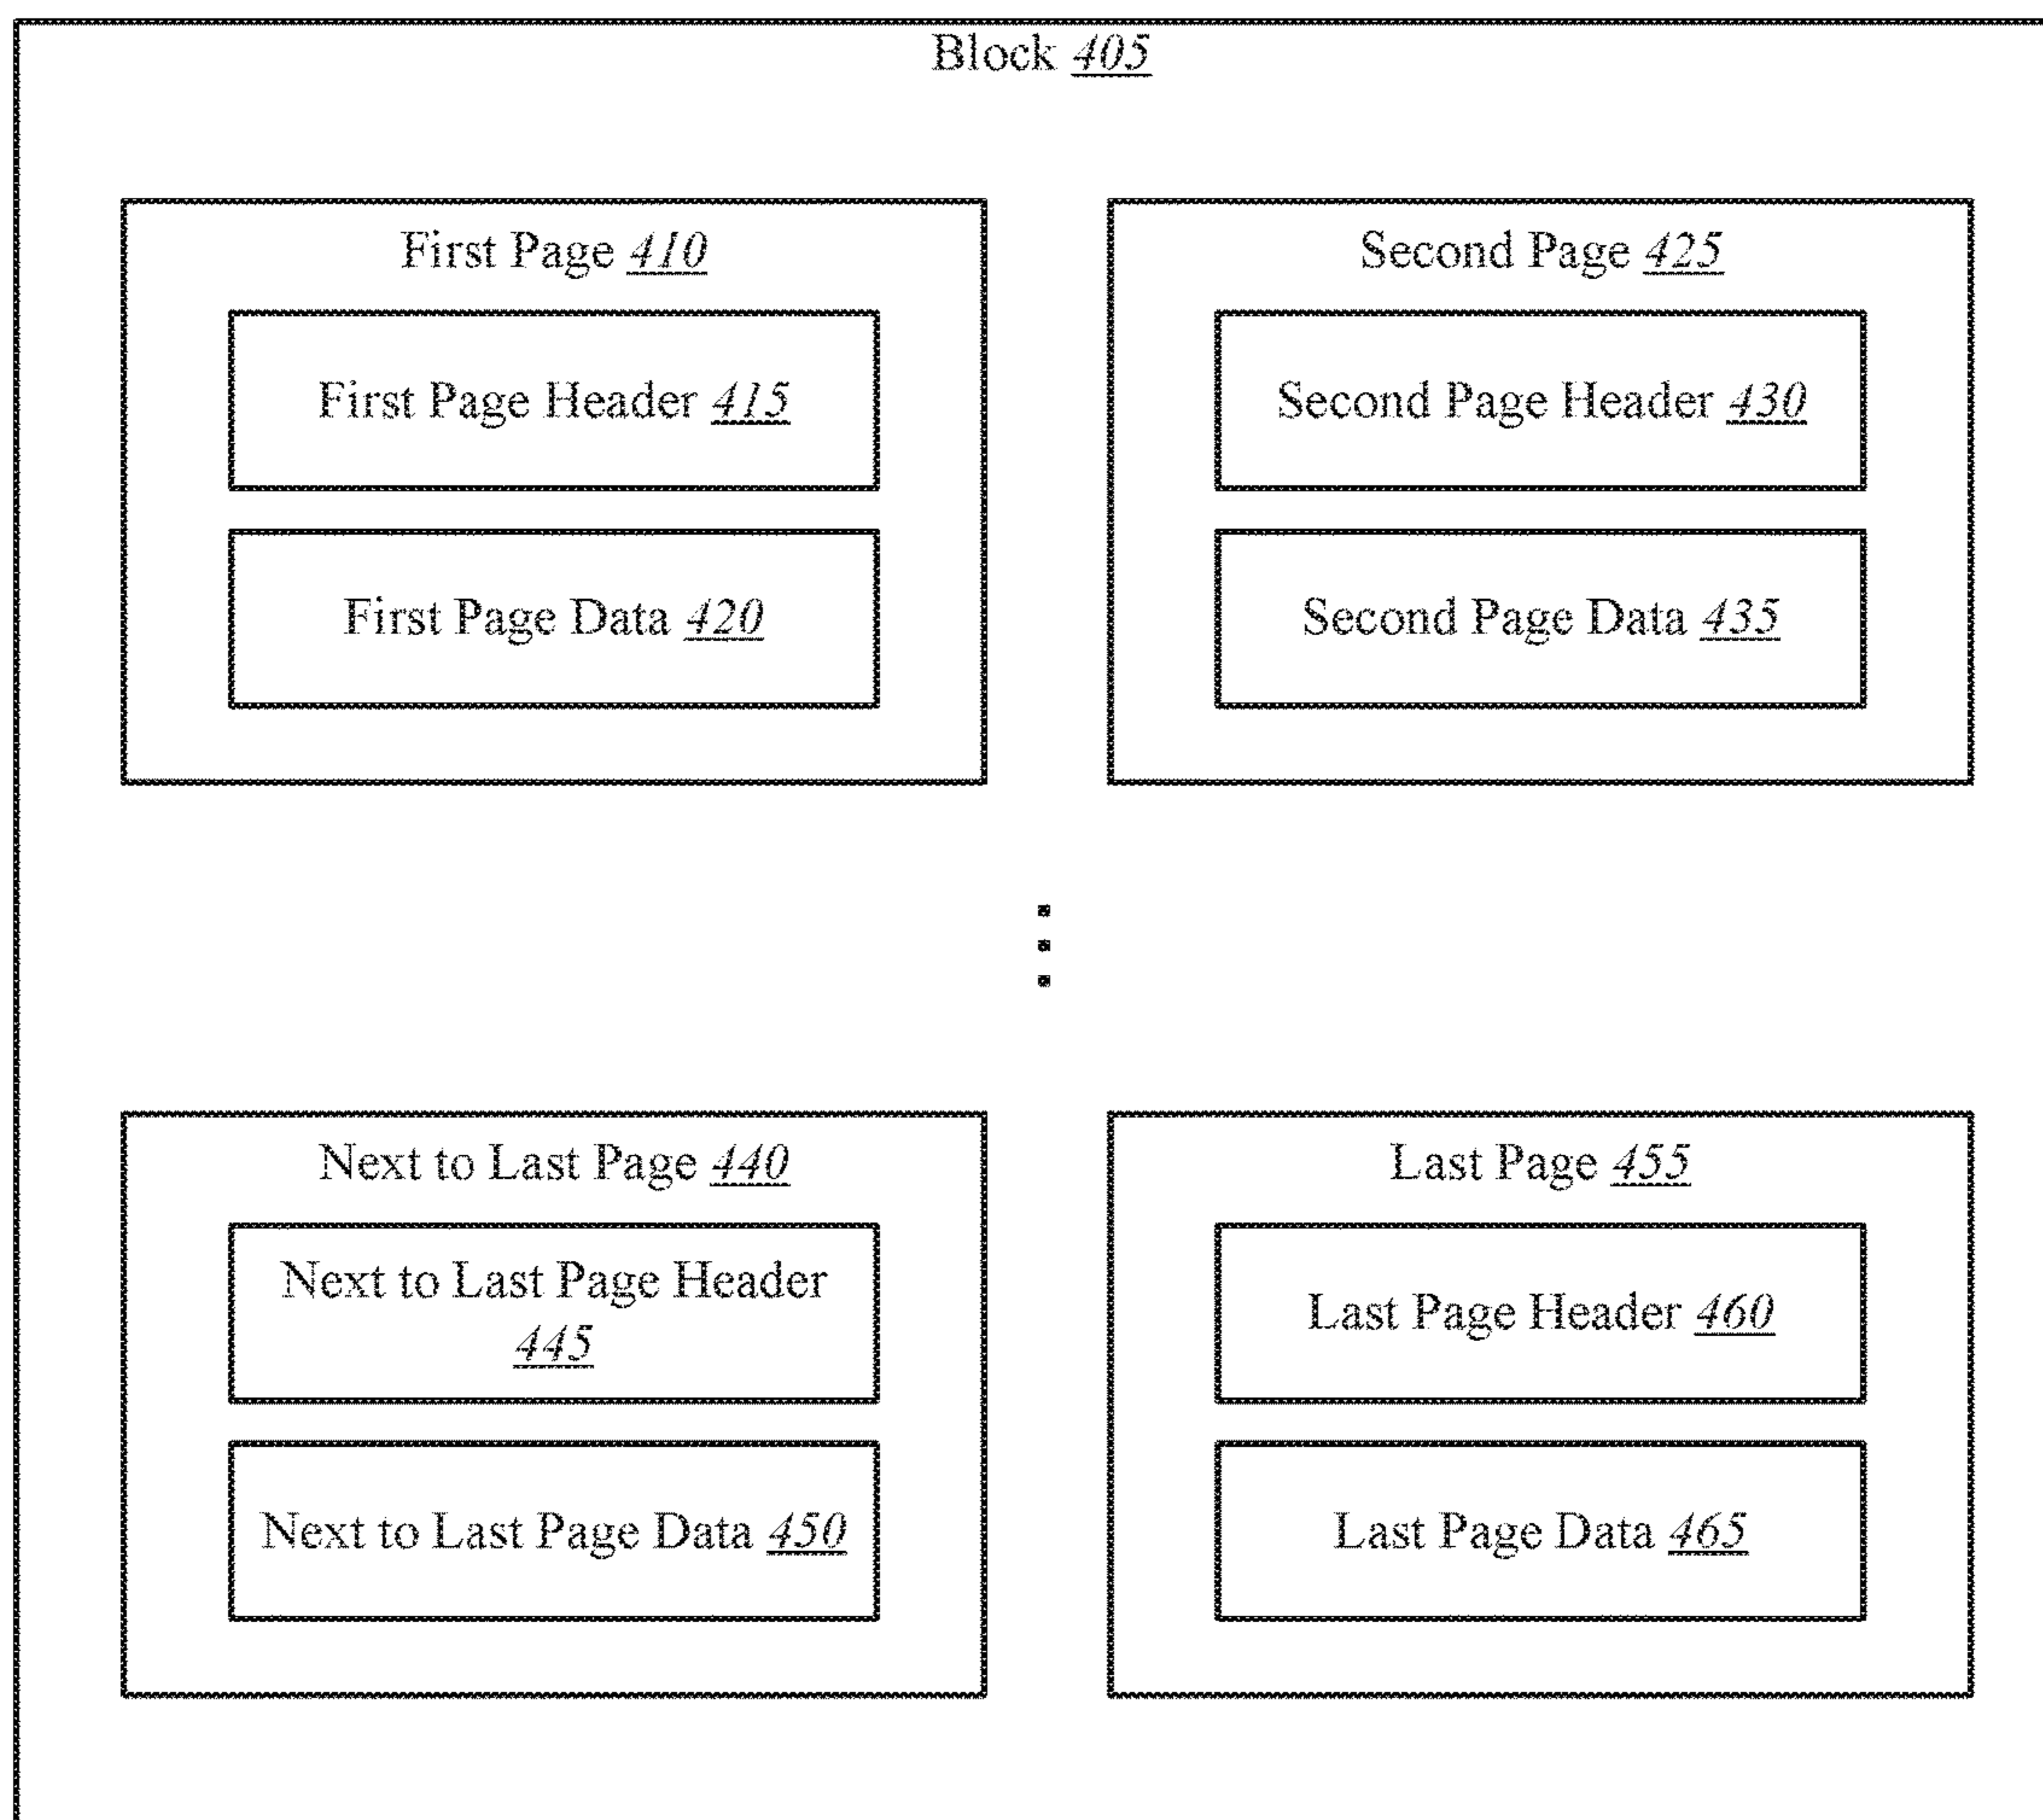 Block 405
First Page 410
First Page Header 415
First Page Data 420
Second Page 425
Second Page Header 430
Second Page Data 435
Next to Last Page 440
Next to Last Page Header
445
Next to Last Page Data 450
Last Page 455
Last Page Header 460
Last Page Data 465